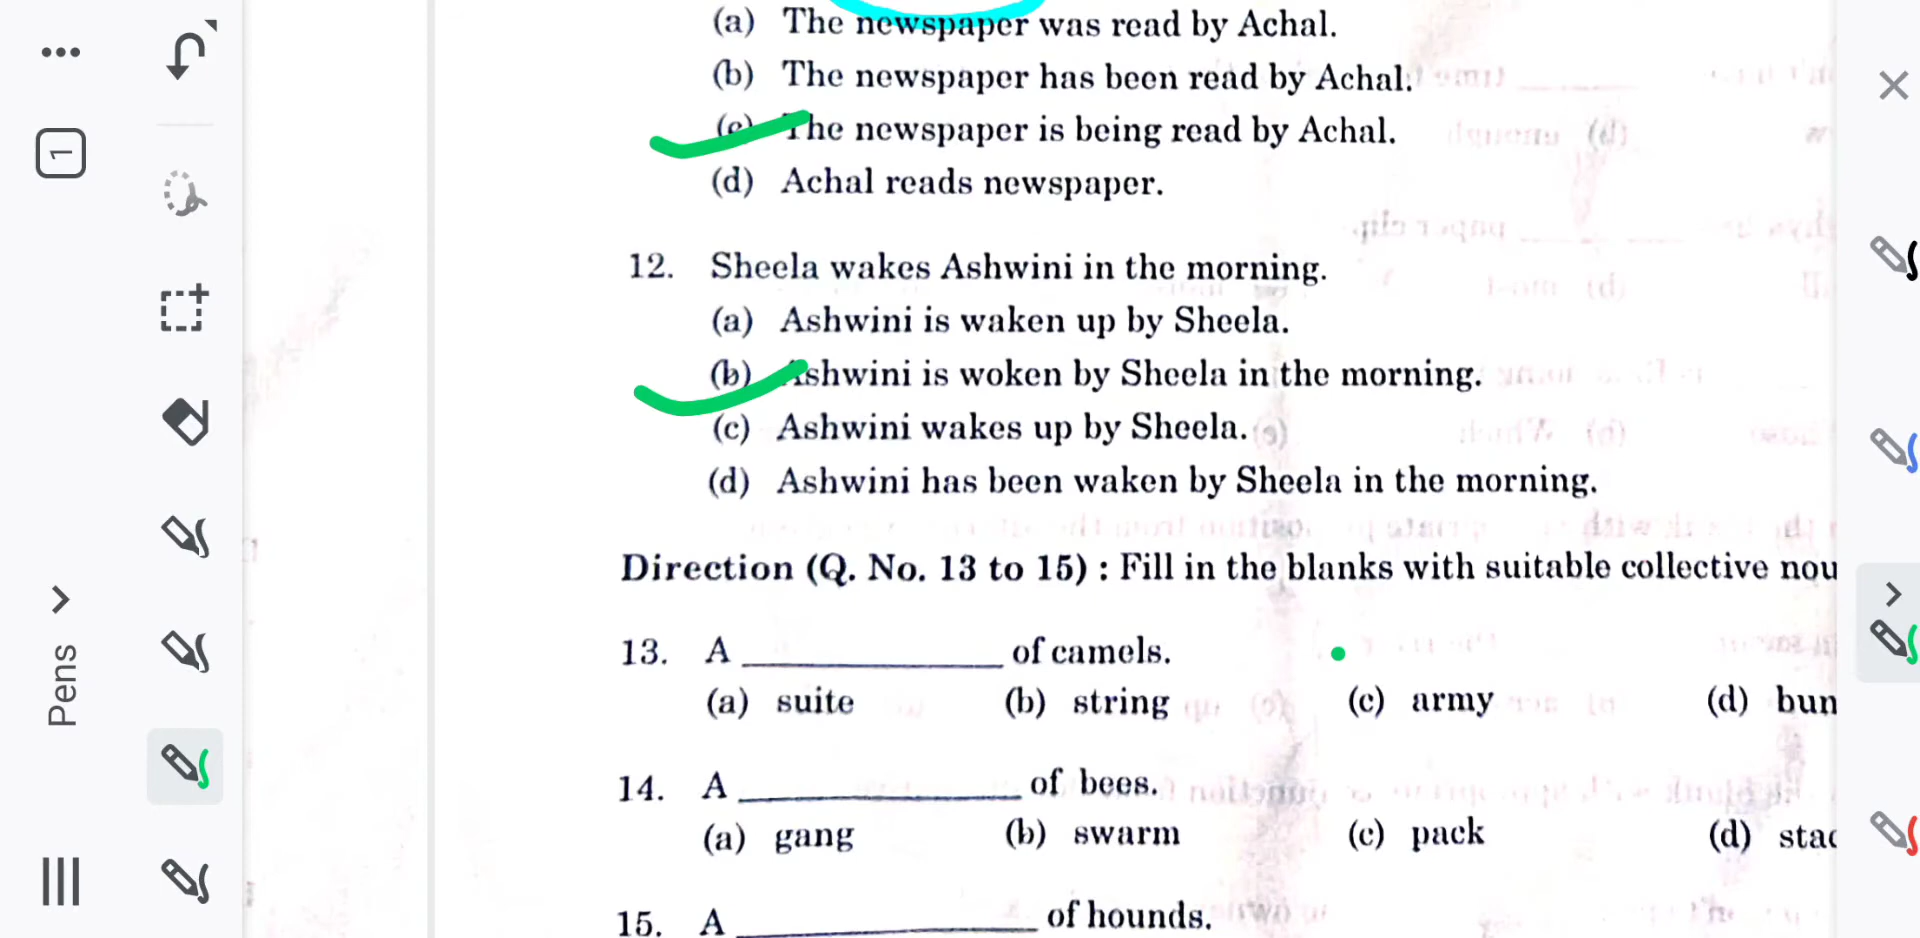 (a) The newspaper was read by Achal.
(b) The newspaper has been read by Achal.
(c) The newspaper is being read by Achal.
(d) Achal reads newspaper.
12. Sheela wakes Ashwini in the morning.
(a) Ashwini is waken up by Sheela.
(b) Ashwini is woken by Sheela in the morning.
(c) Ashwini wakes up by Sheela.
(d) Ashwini has been waken by Sheela in the morning.
Direction (Q. No. 13 to 15) : Fill in the blanks with suitable collective nou
13. A ____________ of camels.
(a) suite (b) string (c) army (d) bun
14. A ____________ of bees.
(a) gang (b) swarm (c) pack (d) stac
15. A ____________ of hounds.
Pens
1